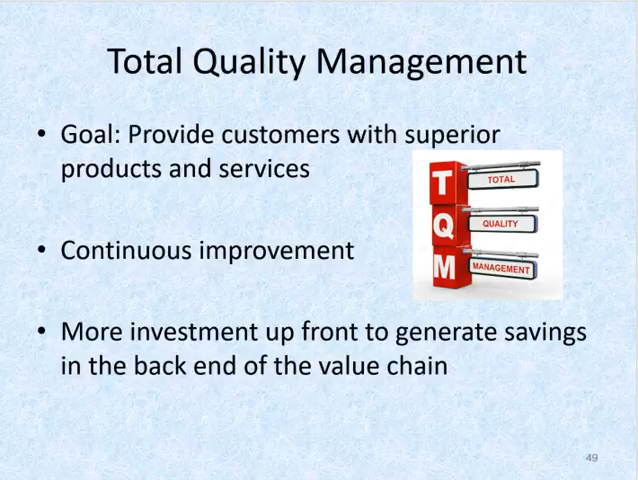 Total Quality Management
• Goal: Provide customers with superior
products and services
T TOTAL
Q QUALITY
M MANAGEMENT
• Continuous improvement
• More investment up front to generate savings
in the back end of the value chain
49